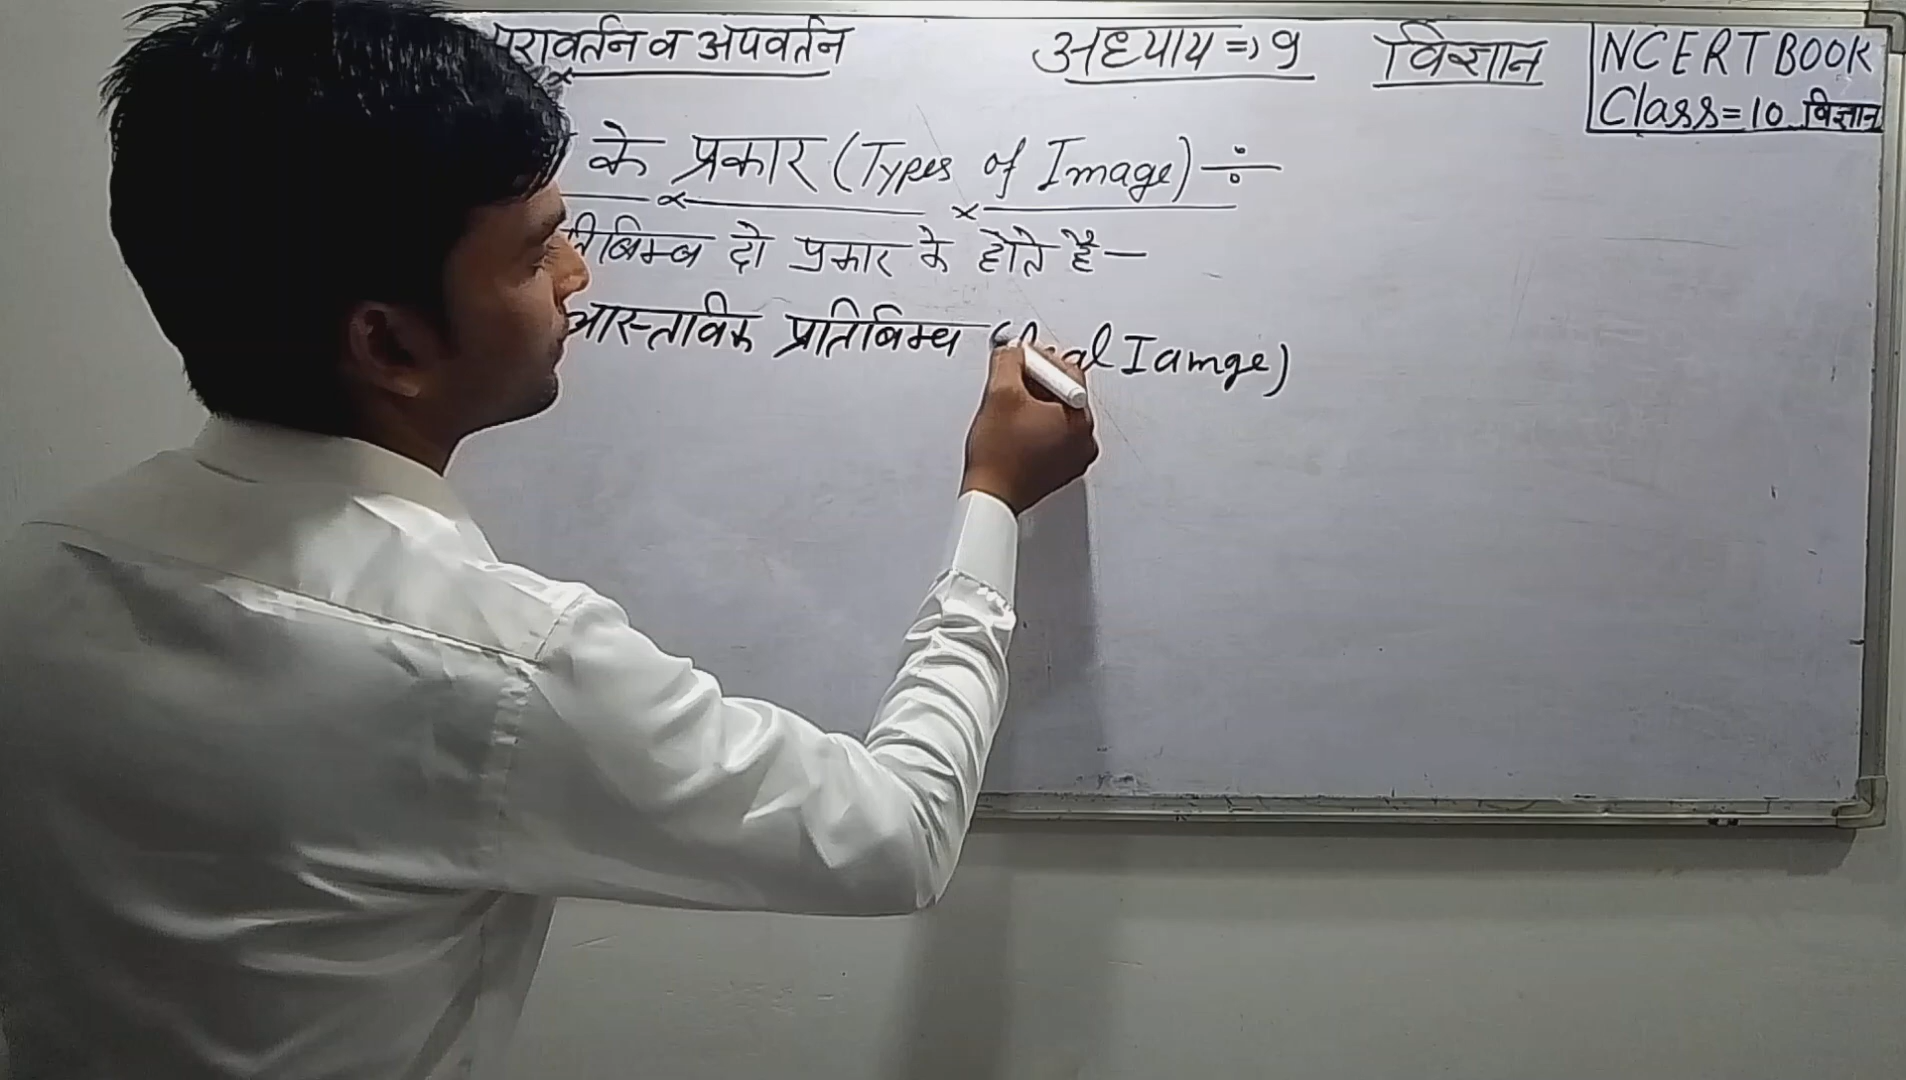 परावर्तन व अपवर्तन अध्याय => 9 विज्ञान NCERT BOOK
Class = 10 विज्ञान
के प्रकार (Types of Image) ÷
प्रतिबिम्ब दो प्रकार के होते है—
वास्तविक प्रतिबिम्ब (Real Iamge)